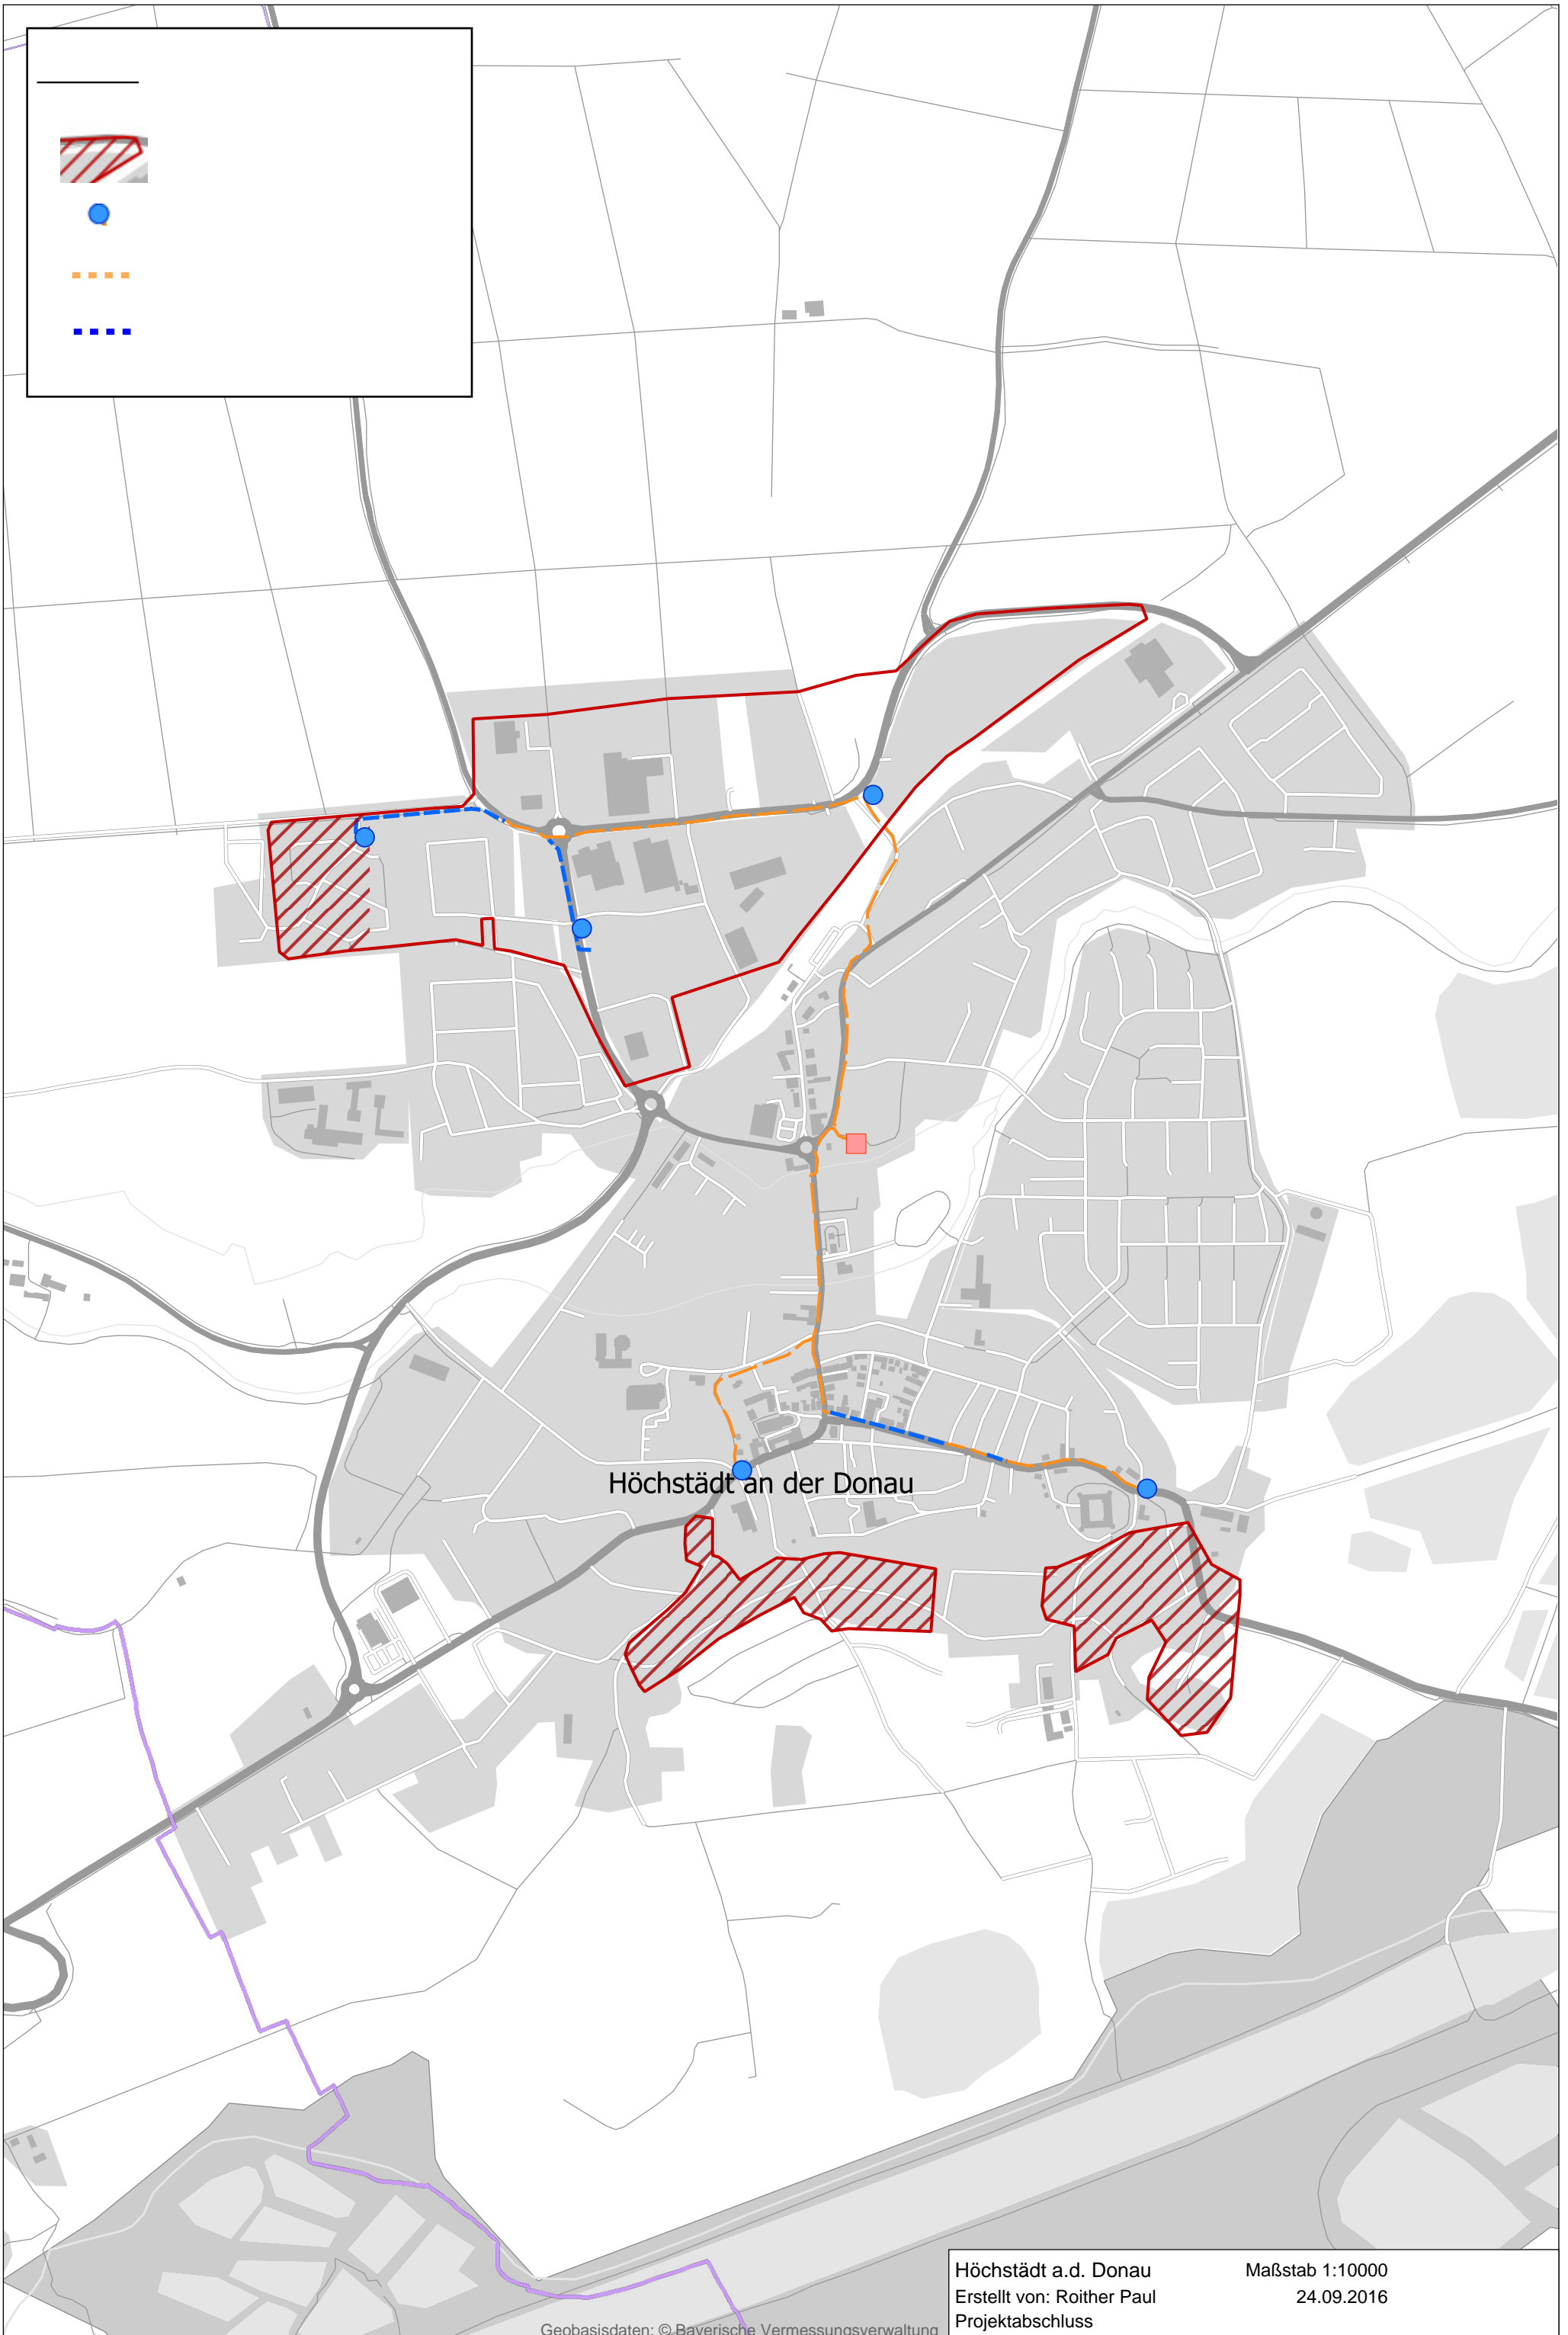 Höchstädt an der Donau
Höchstädt a.d. Donau Maßstab 1:10000
Erstellt von: Roither Paul 24.09.2016
Projektabschluss
Geobasisdaten: © Bayerische Vermessungsverwaltung